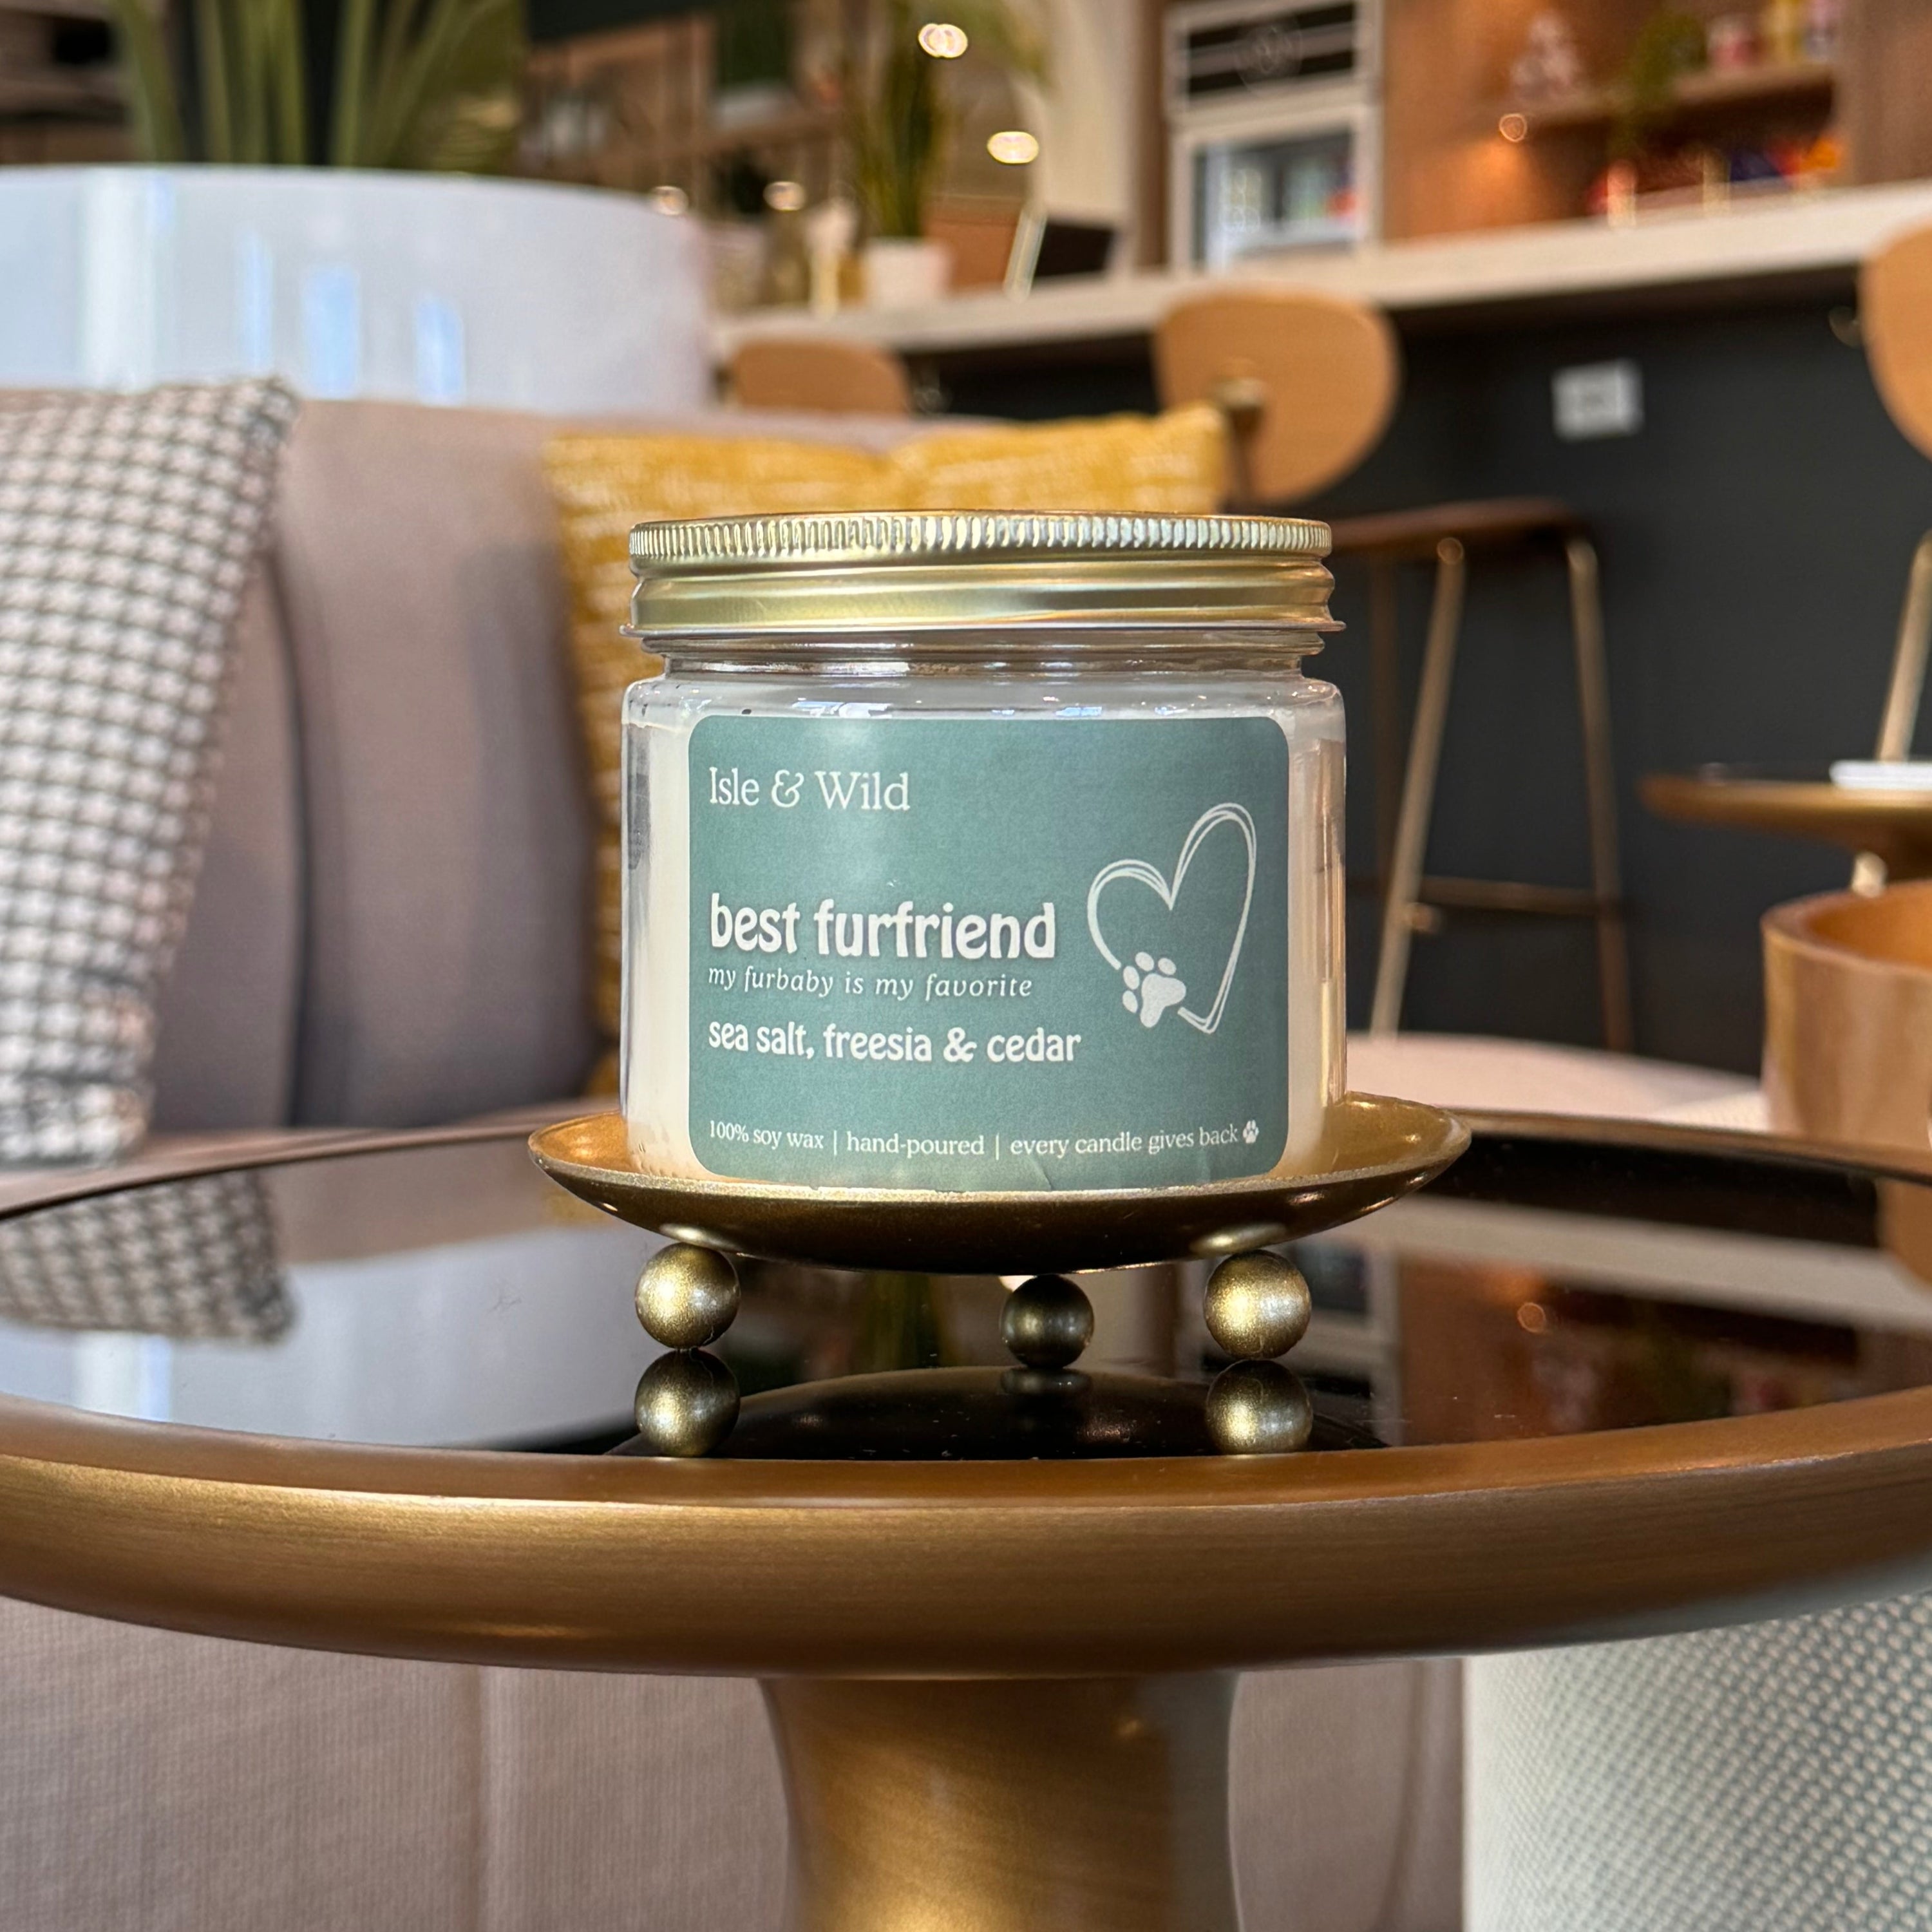 Isle & Wild
best furfriend
my furbaby is my favorite
sea salt, freesia & cedar
100% soy wax | hand-poured | every candle gives back